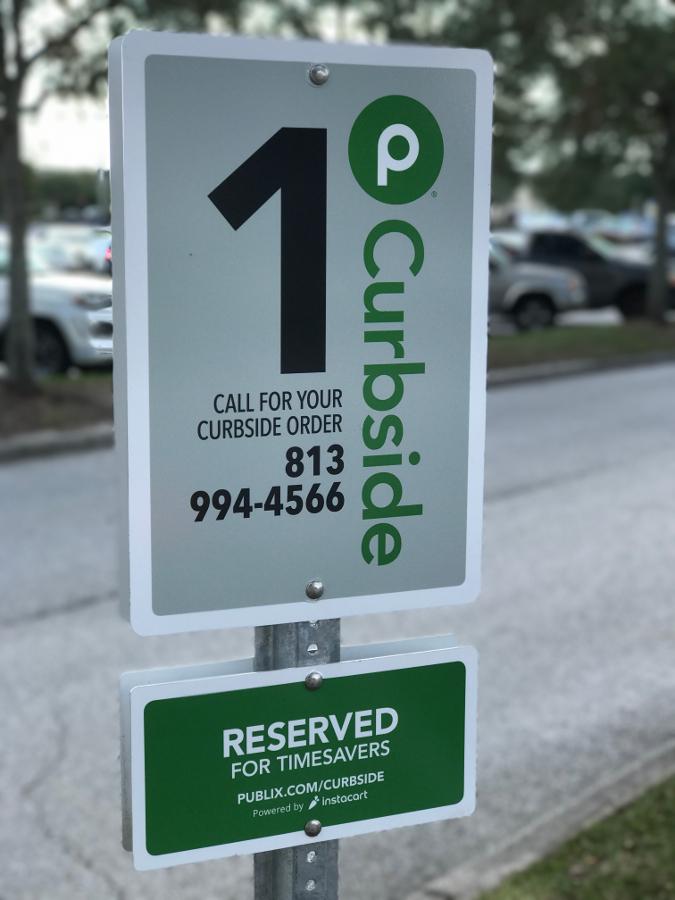 1
Curbside
CALL FOR YOUR
CURBSIDE ORDER
813
994-4566
RESERVED
FOR TIMESAVERS
PUBLIX.COM/CURBSIDE
Powered by instacart